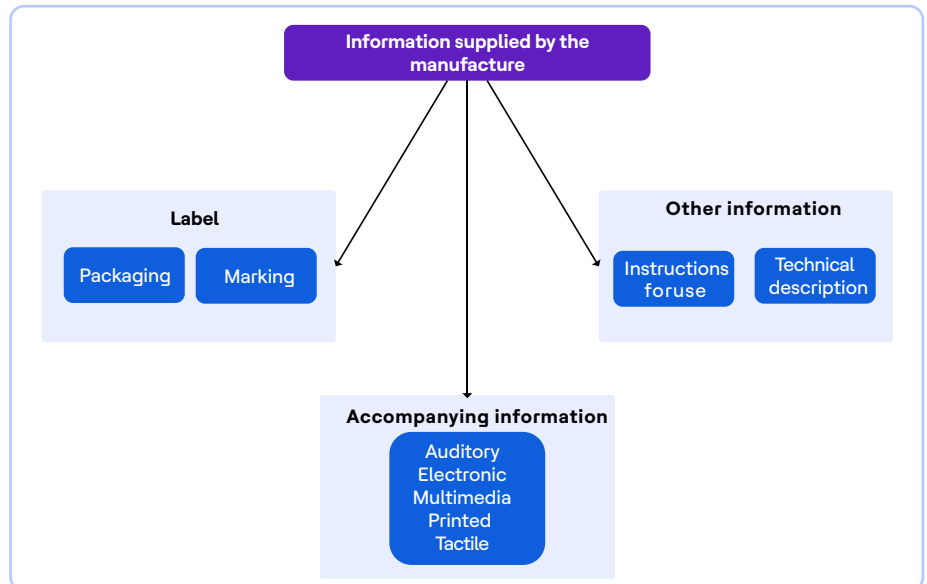 Information supplied by the
manufacture
Label
Packaging
Marking
Other information
Instructions
foruse
Technical
description
Accompanying information
Auditory
Electronic
Multimedia
Printed
Tactile